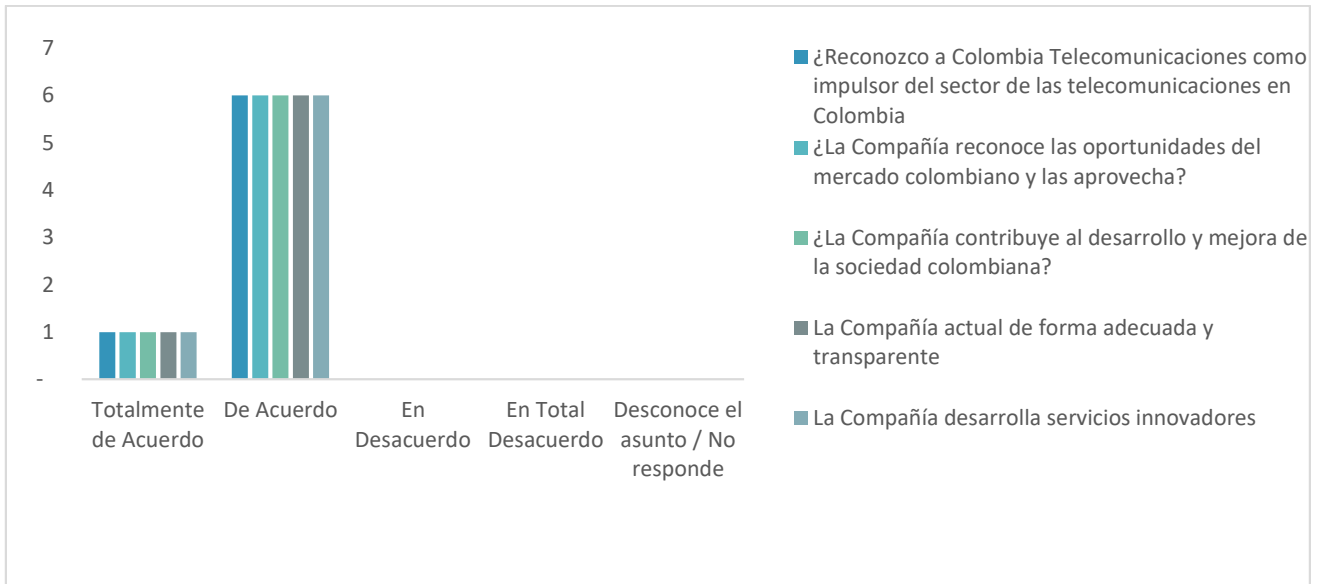 7
6
5
4
3
2
1
-
Totalmente
de Acuerdo
De Acuerdo
En
Desacuerdo
En Total
Desacuerdo
Desconoce el
asunto / No
responde
¿Reconozco a Colombia Telecomunicaciones como
impulsor del sector de las telecomunicaciones en
Colombia
¿La Compañía reconoce las oportunidades del
mercado colombiano y las aprovecha?
¿La Compañía contribuye al desarrollo y mejora de
la sociedad colombiana?
La Compañía actual de forma adecuada y
transparente
La Compañía desarrolla servicios innovadores